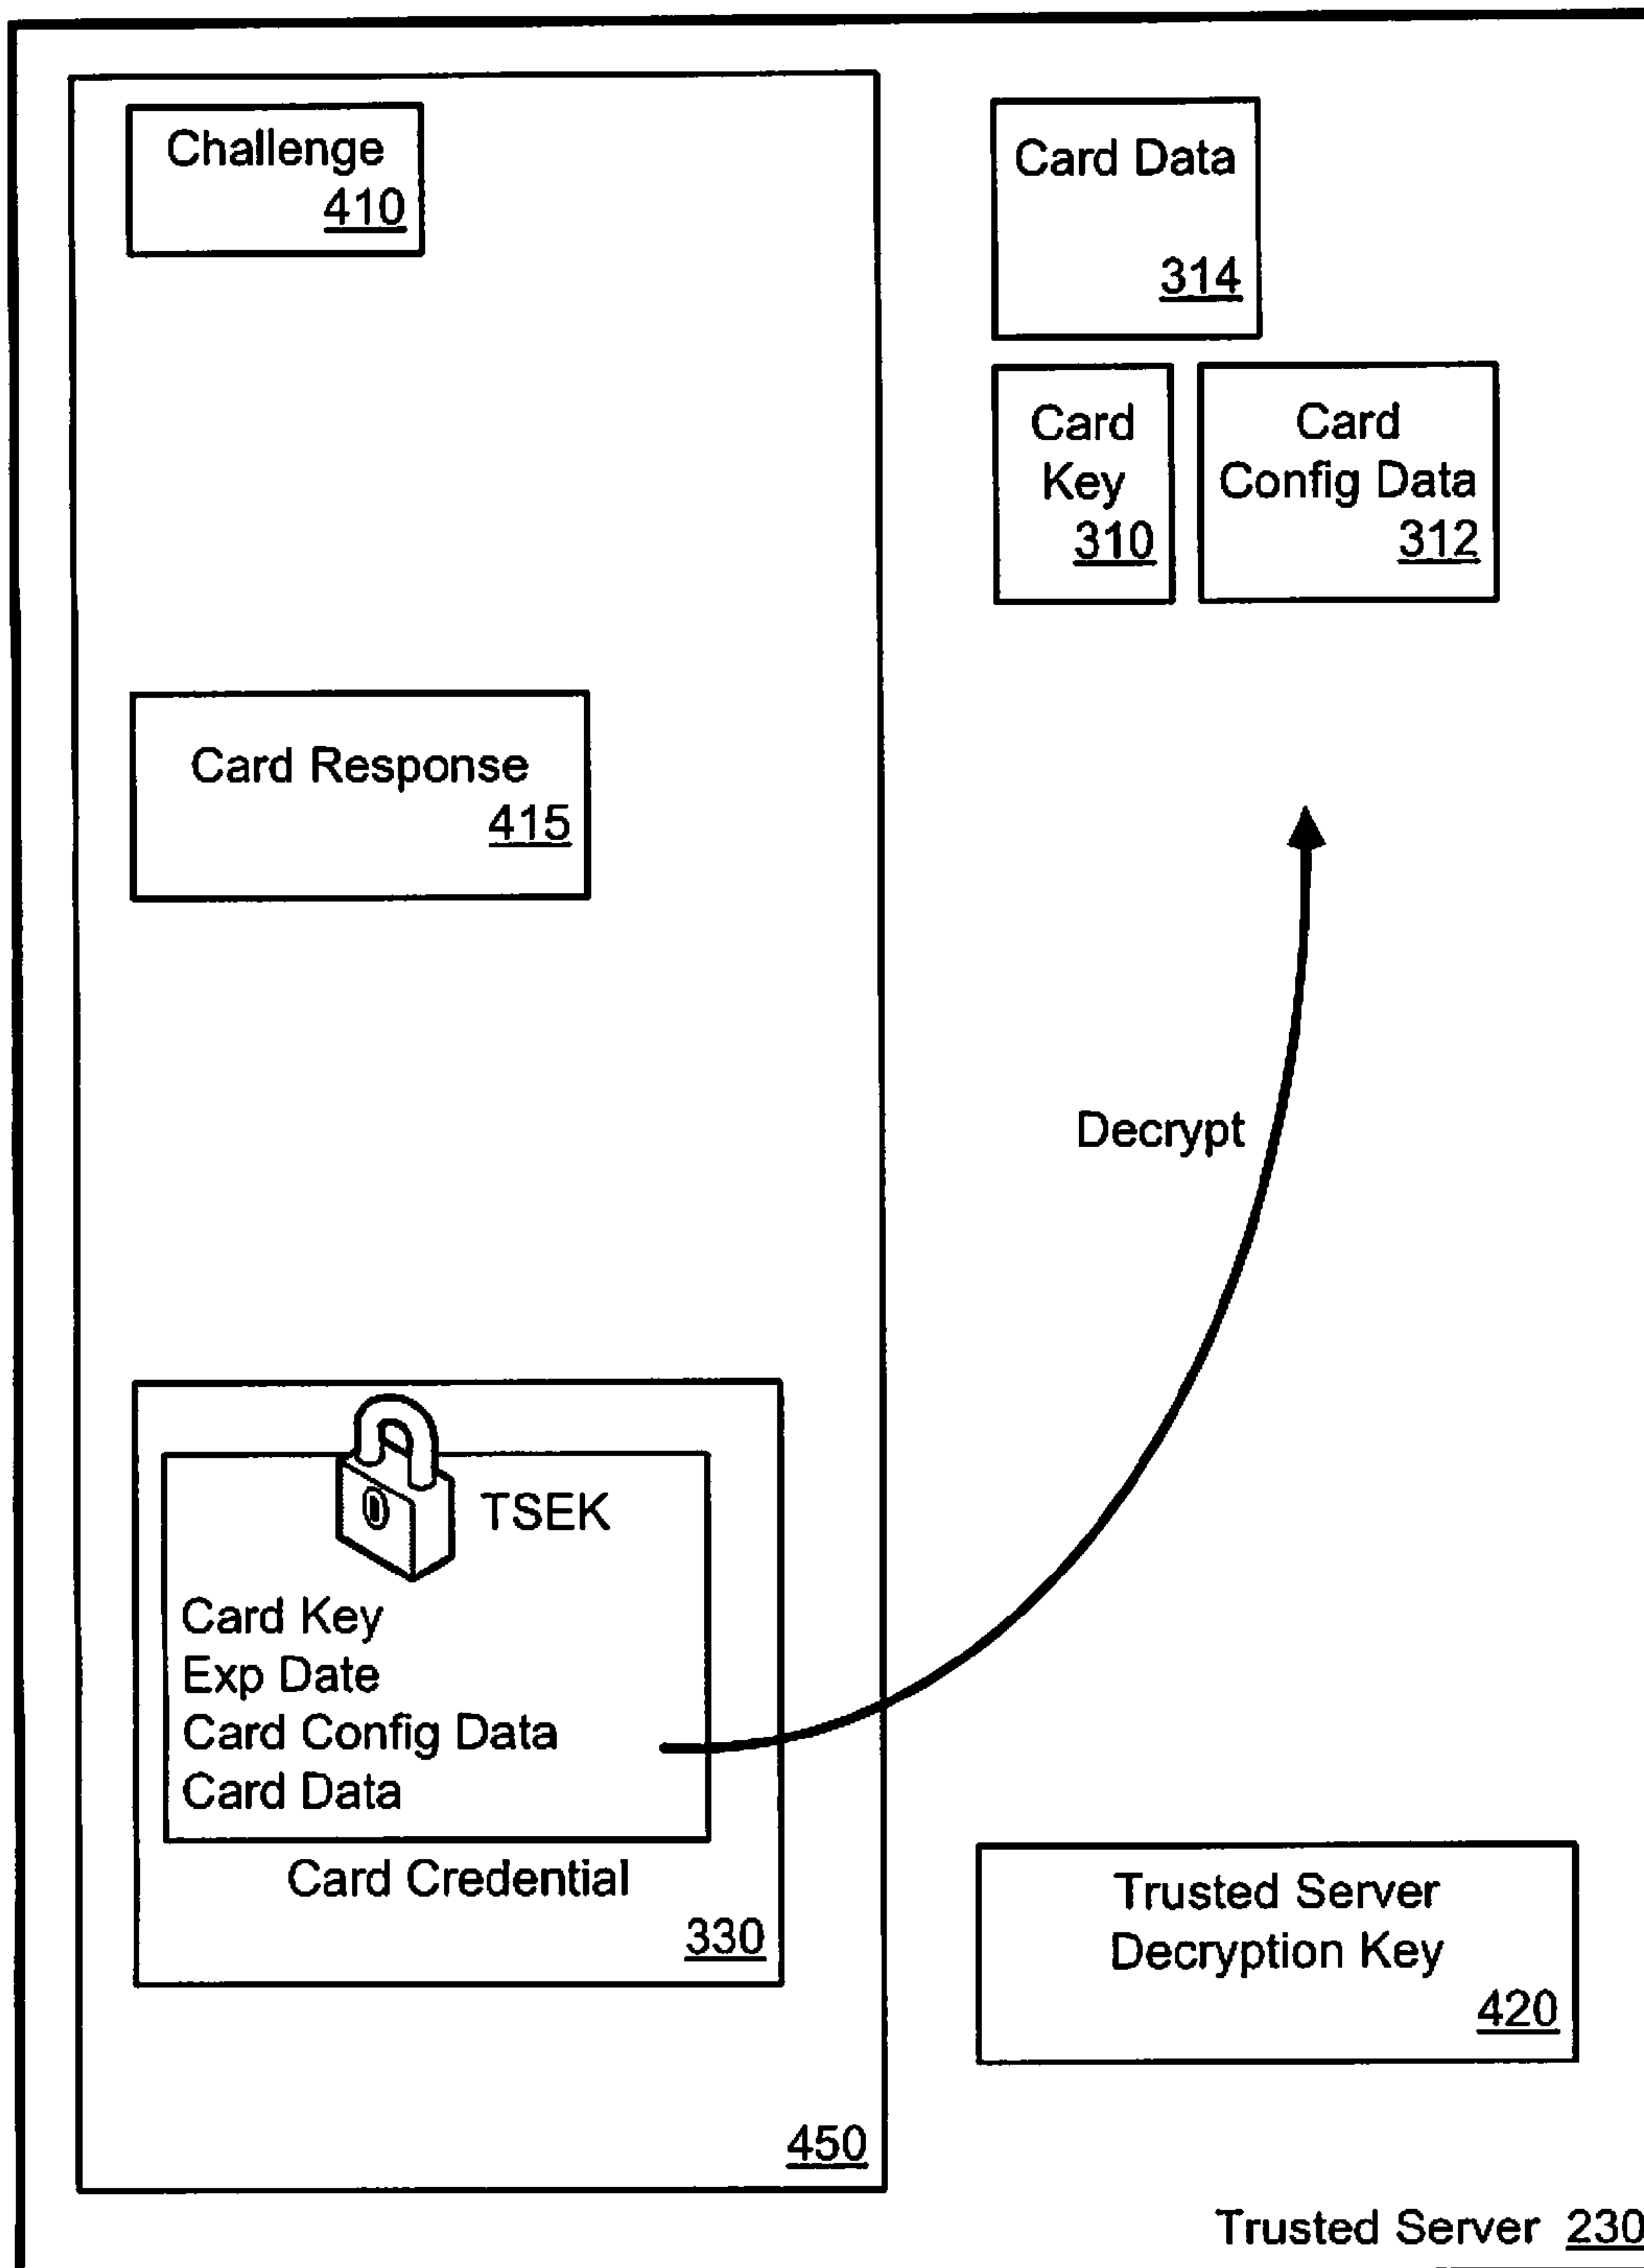 Challenge
410
Card Response
415
TSEK
Card Key
Exp Date
Card Config Data
Card Data
Card Credential
330
450
Card Data
314
Card
Key
310
Card
Config Data
312
Decrypt
Trusted Server
Decryption Key
420
Trusted Server 230